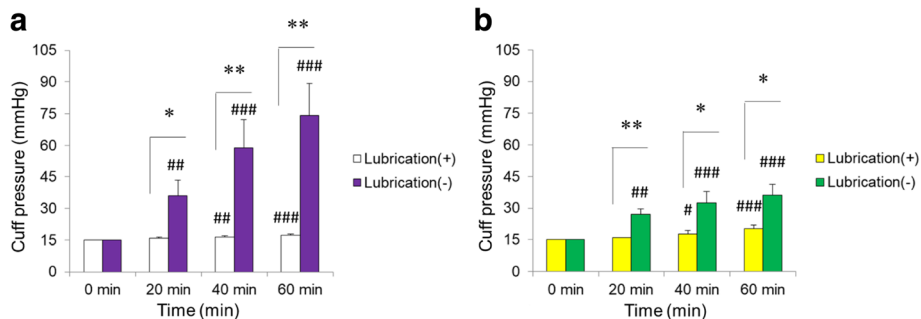 a
Cuff pressure (mmHg)
105
90
75
60
45
30
15
0
*
**
**
##
###
###
##
###
0 min
20 min
40 min
60 min
Time (min)
Lubrication(+)
Lubrication(-)
b
Cuff pressure (mmHg)
105
90
75
60
45
30
15
0
**
*
*
##
###
###
#
###
0 min
20 min
40 min
60 min
Time (min)
Lubrication(+)
Lubrication(-)